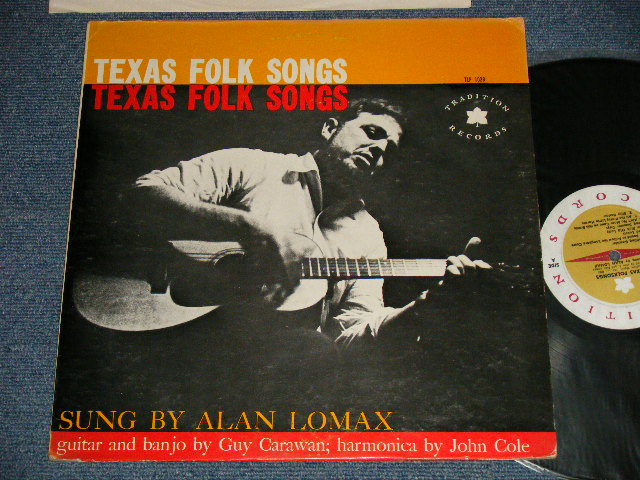 TEXAS FOLK SONGS
TEXAS FOLK SONGS
TLP 1029
TRADITION
RECORDS
SUNG BY ALAN LOMAX
guitar and banjo by Guy Carawan; harmonica by John Cole
SIDE
A